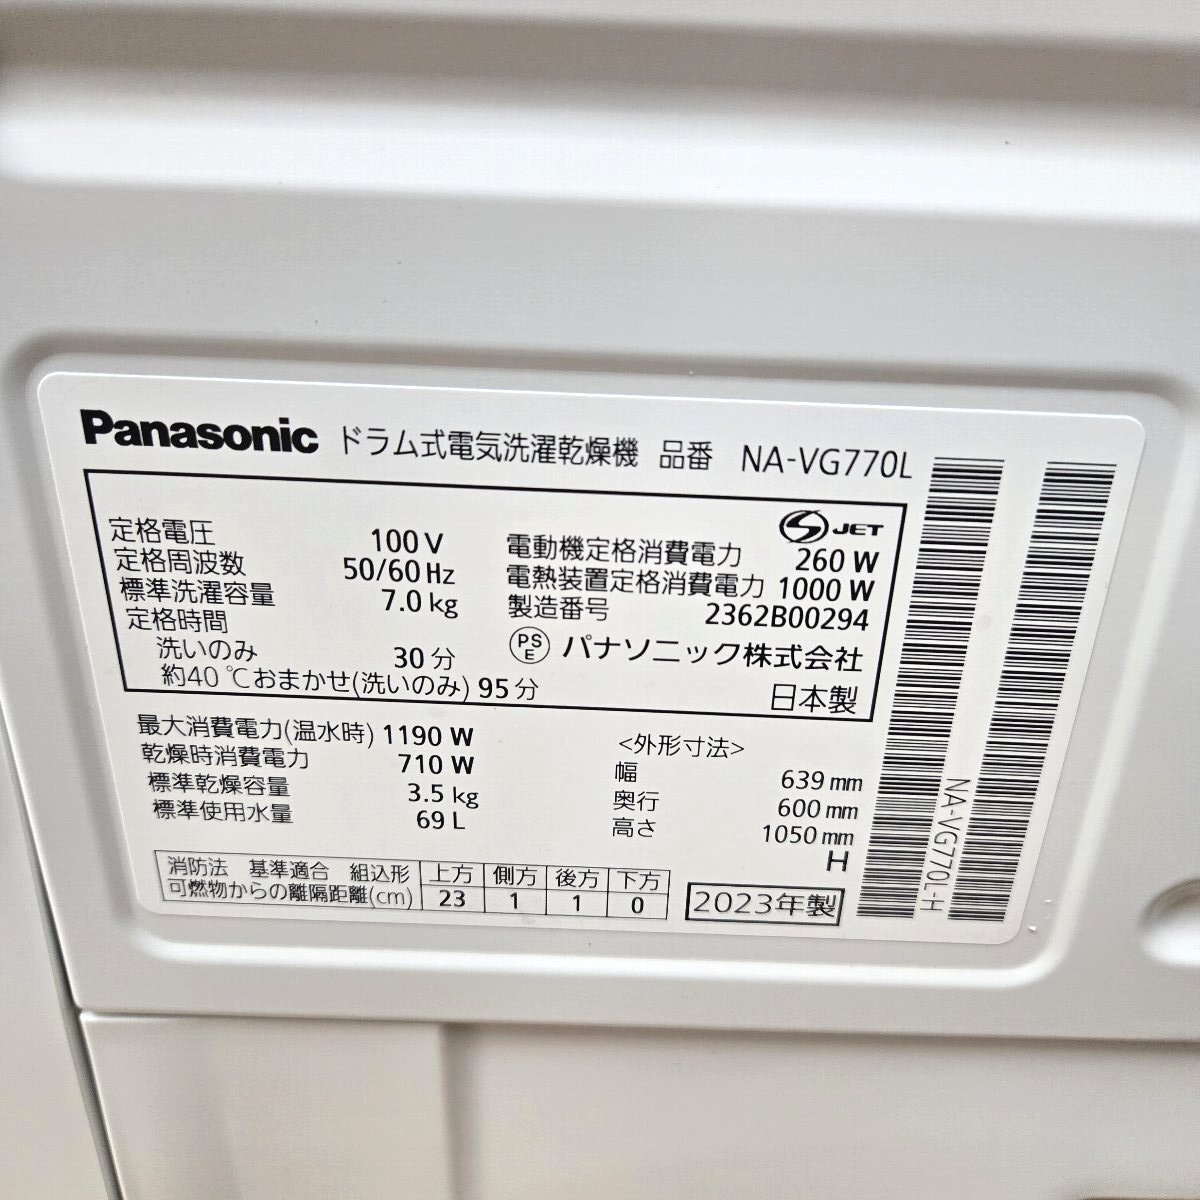 Panasonic ドラム式電気洗濯乾燥機 品番 NA-VG770L
JET
定格電圧 100 V
定格周波数 50/60 Hz
標準洗濯容量 7.0 kg
定格時間
洗いのみ 30 分
約40 ℃おまかせ(洗いのみ) 95 分
電動機定格消費電力 260 W
電熱装置定格消費電力 1000 W
製造番号 2362B00294
PS E パナソニック株式会社
日本製
最大消費電力(温水時) 1190 W
乾燥時消費電力 710 W
標準乾燥容量 3.5 kg
標準使用水量 69 L
<外形寸法>
幅 639 mm
奥行 600 mm
高さ 1050 mm
H
消防法 基準適合 組込形 上方 側方 後方 下方
可燃物からの離隔距離(cm) 23 1 1 0
2023年製
NA-VG770L-H